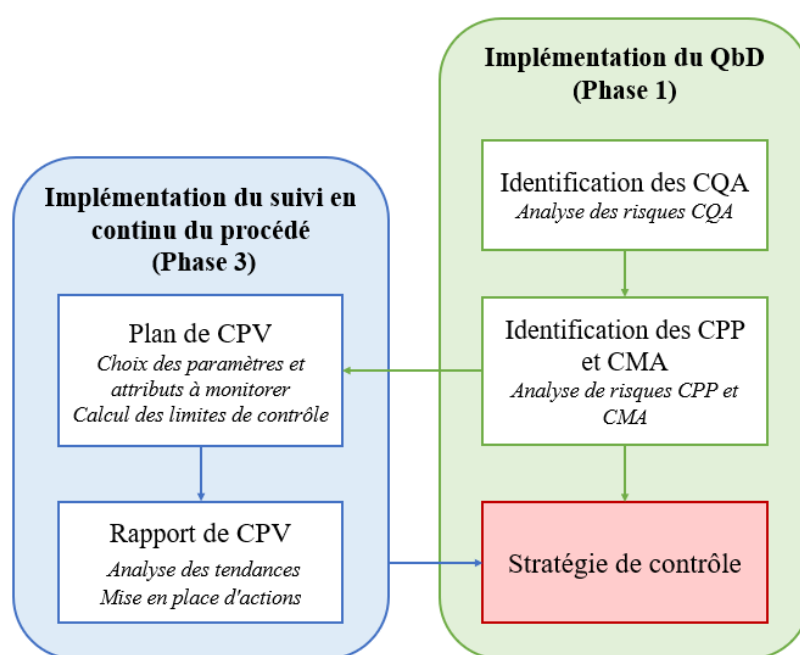 Implémentation du QbD
(Phase 1)
Identification des CQA
Analyse des risques CQA
Identification des CPP
et CMA
Analyse de risques CPP et
CMA
Stratégie de contrôle
Implémentation du suivi en
continu du procédé
(Phase 3)
Plan de CPV
Choix des paramètres et
attributs à monitorer
Calcul des limites de contrôle
Rapport de CPV
Analyse des tendances
Mise en place d'actions